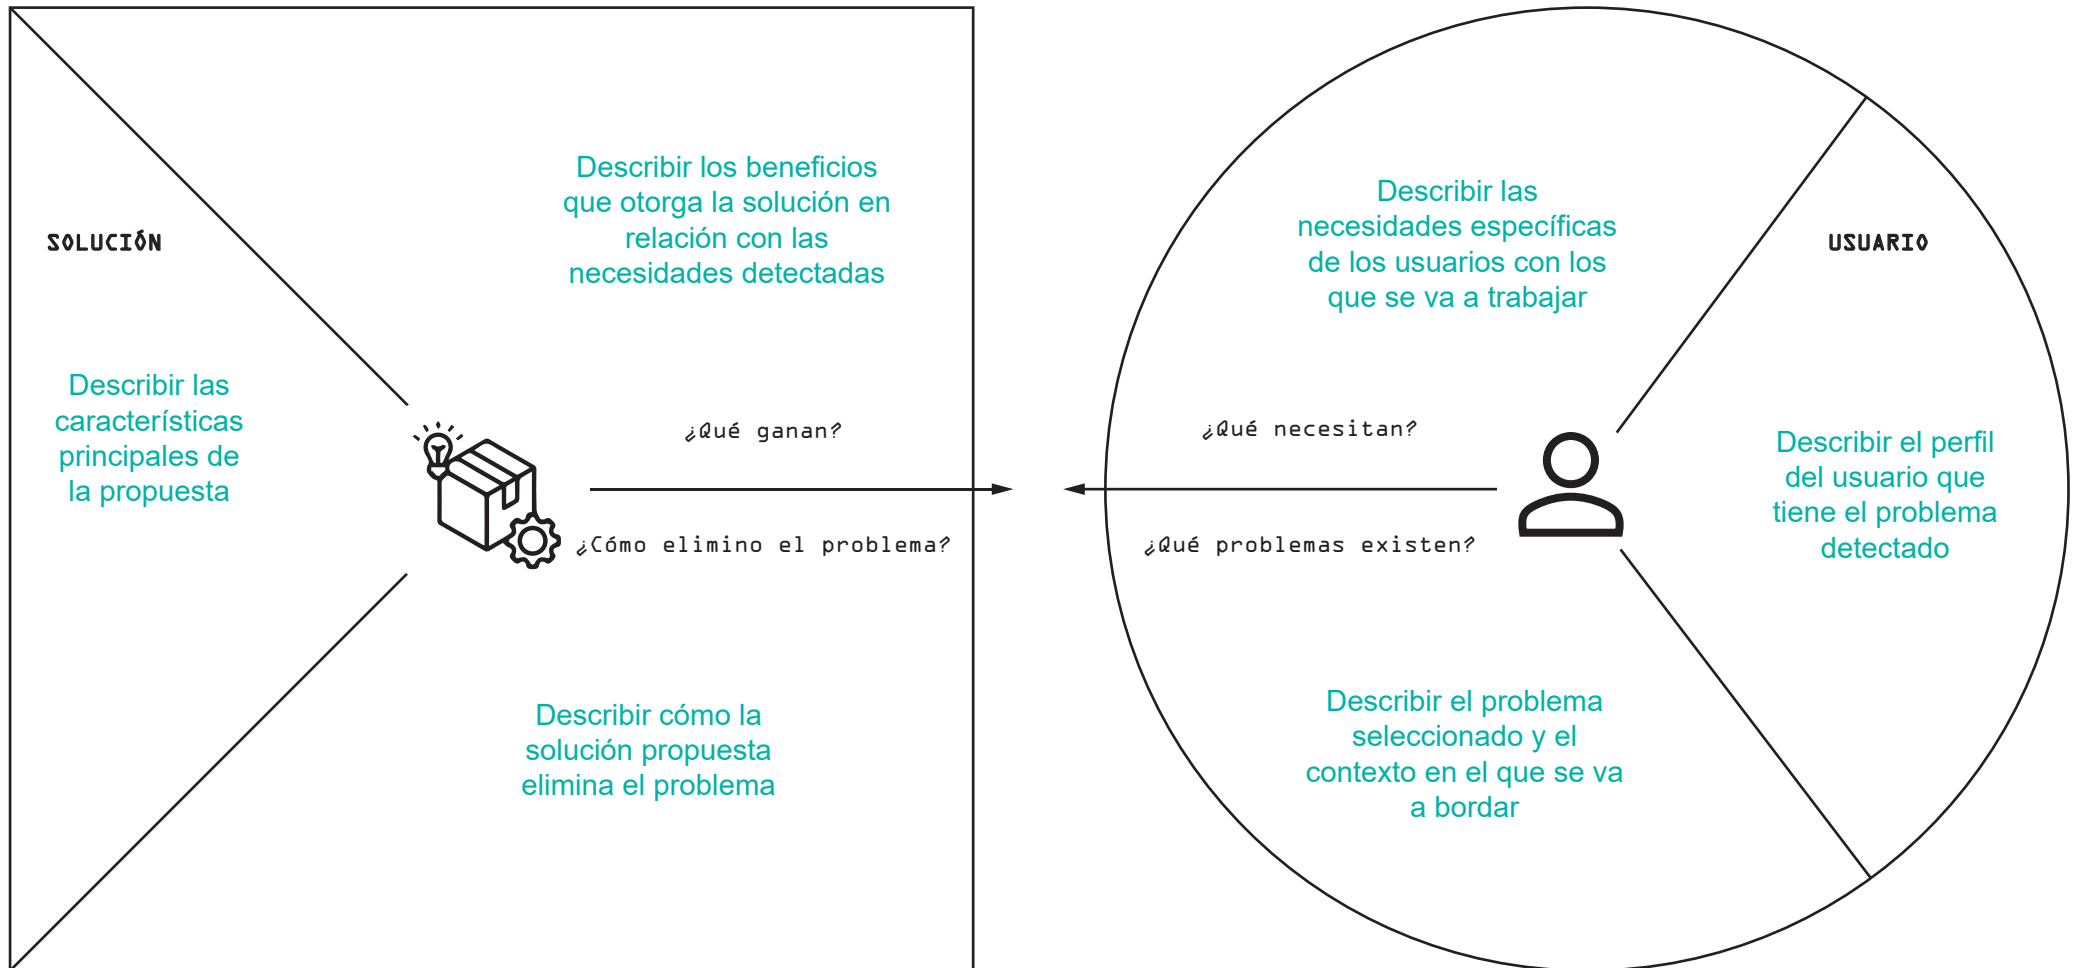 SOLUCIÓN
Describir las
características
principales de
la propuesta
Describir los beneficios
que otorga la solución en
relación con las
necesidades detectadas
¿Qué ganan?
¿Cómo elimino el problema?
Describir cómo la
solución propuesta
elimina el problema
Describir las
necesidades específicas
de los usuarios con los
que se va a trabajar
¿Qué necesitan?
¿Qué problemas existen?
Describir el problema
seleccionado y el
contexto en el que se va
a bordar
USUARIO
Describir el perfil
del usuario que
tiene el problema
detectado